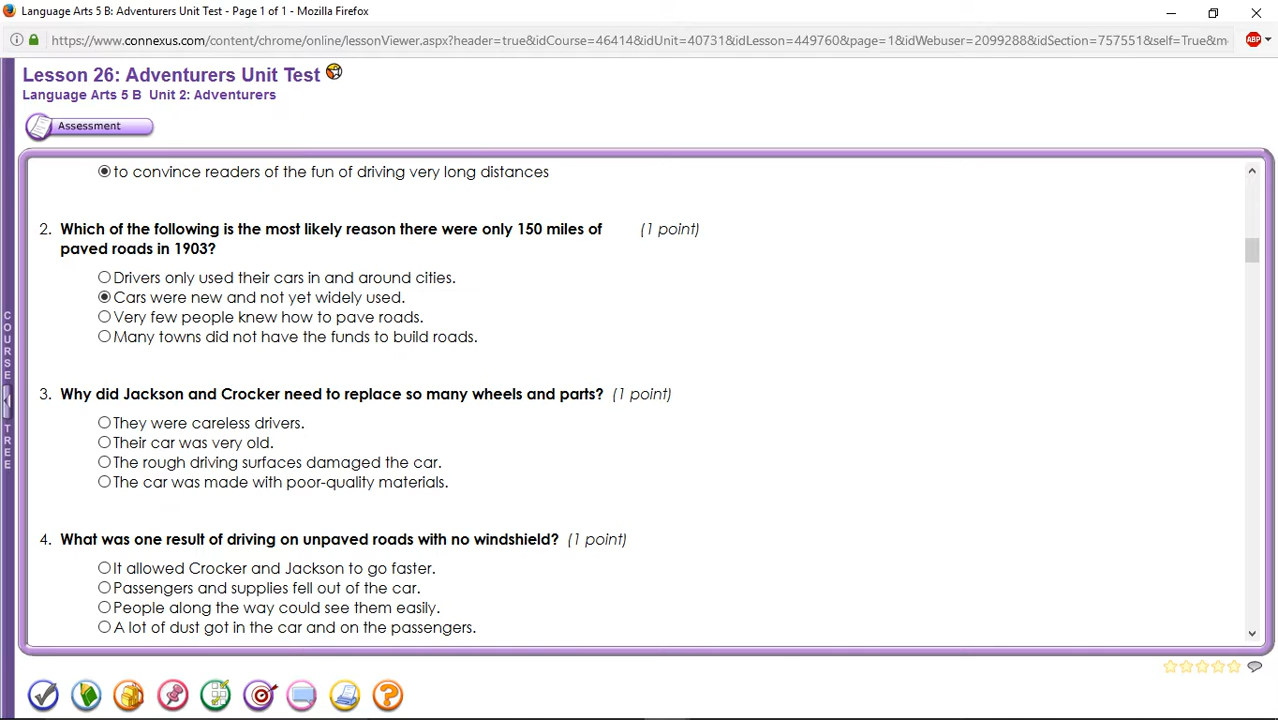 Language Arts 5 B: Adventurers Unit Test - Page 1 of 1 - Mozilla Firefox
https://www.connexus.com/content/chrome/online/lessonViewer.aspx?header=true&idCourse=46414&idUnit=40731&idLesson=449760&page=1&idWebuser=2099288&idSection=757551&self=True&m
ABP
Lesson 26: Adventurers Unit Test
Language Arts 5 B Unit 2: Adventurers
Assessment
to convince readers of the fun of driving very long distances
2. Which of the following is the most likely reason there were only 150 miles of (1 point)
paved roads in 1903?
Drivers only used their cars in and around cities.
Cars were new and not yet widely used.
Very few people knew how to pave roads.
Many towns did not have the funds to build roads.
3. Why did Jackson and Crocker need to replace so many wheels and parts? (1 point)
They were careless drivers.
Their car was very old.
The rough driving surfaces damaged the car.
The car was made with poor-quality materials.
4. What was one result of driving on unpaved roads with no windshield? (1 point)
It allowed Crocker and Jackson to go faster.
Passengers and supplies fell out of the car.
People along the way could see them easily.
A lot of dust got in the car and on the passengers.
COURSE TREE